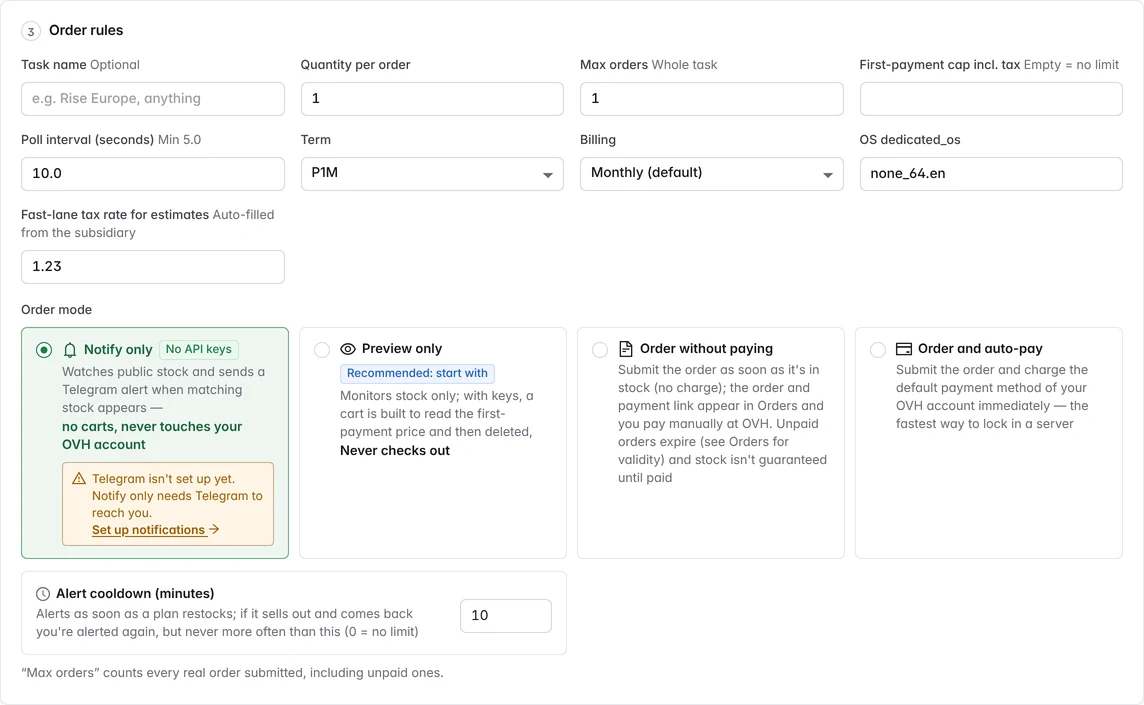 3 Order rules
Task name Optional
Quantity per order
Max orders Whole task
First-payment cap incl. tax Empty = no limit
e.g. Rise Europe, anything
1
1
Poll interval (seconds) Min 5.0
Term
Billing
OS dedicated_os
10.0
P1M
Monthly (default)
none_64.en
Fast-lane tax rate for estimates Auto-filled
from the subsidiary
1.23
Order mode
Notify only No API keys
Watches public stock and sends a
Telegram alert when matching
stock appears —
no carts, never touches your
OVH account
Telegram isn't set up yet.
Notify only needs Telegram to
reach you.
Set up notifications →
Preview only
Recommended: start with
Monitors stock only; with keys, a
cart is built to read the first-
payment price and then deleted,
Never checks out
Order without paying
Submit the order as soon as it's in
stock (no charge); the order and
payment link appear in Orders and
you pay manually at OVH. Unpaid
orders expire (see Orders for
validity) and stock isn't guaranteed
until paid
Order and auto-pay
Submit the order and charge the
default payment method of your
OVH account immediately — the
fastest way to lock in a server
Alert cooldown (minutes)
Alerts as soon as a plan restocks; if it sells out and comes back
you're alerted again, but never more often than this (0 = no limit)
10
“Max orders” counts every real order submitted, including unpaid ones.